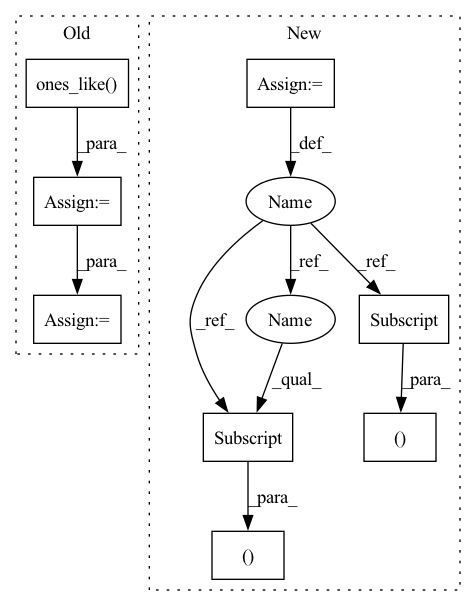 Old
New
ones_like()
Assign:=
_para_
_def_
Assign:=
Name
_para_
_ref_
_ref_
_ref_
Assign:=
Name
Subscript
_qual_
_para_
Subscript
()
_para_
()